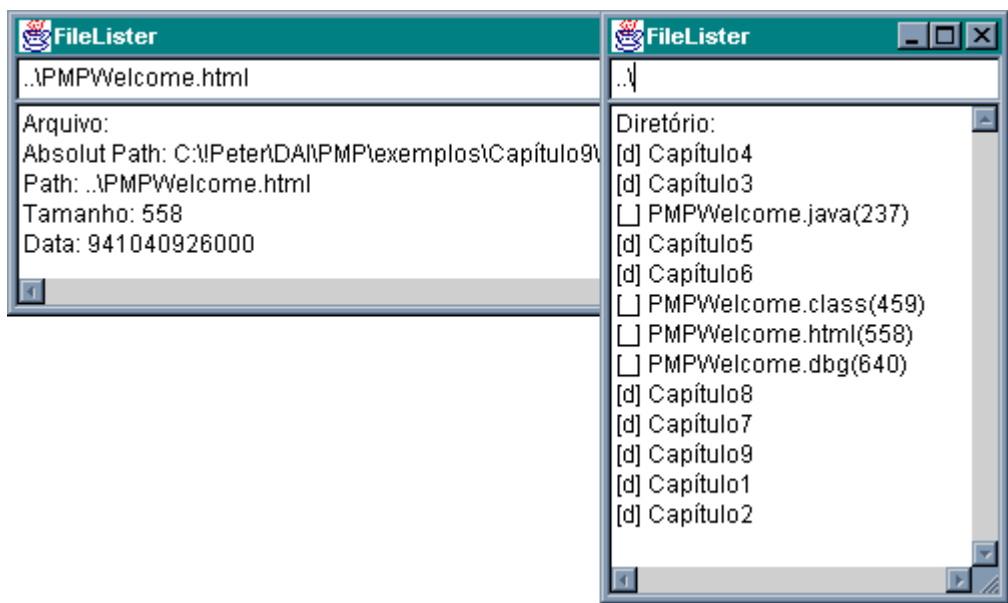 FileLister
..\PMPWelcome.html
Arquivo:
Absolut Path: C:\!Peter\DAI\PMP\exemplos\Capítulo9\
Path: ..\PMPWelcome.html
Tamanho: 558
Data: 941040926000
FileLister
..\
Diretório:
[d] Capítulo4
[d] Capítulo3
[_] PMPWelcome.java(237)
[d] Capítulo5
[d] Capítulo6
[_] PMPWelcome.class(459)
[_] PMPWelcome.html(558)
[_] PMPWelcome.dbg(640)
[d] Capítulo8
[d] Capítulo7
[d] Capítulo9
[d] Capítulo1
[d] Capítulo2